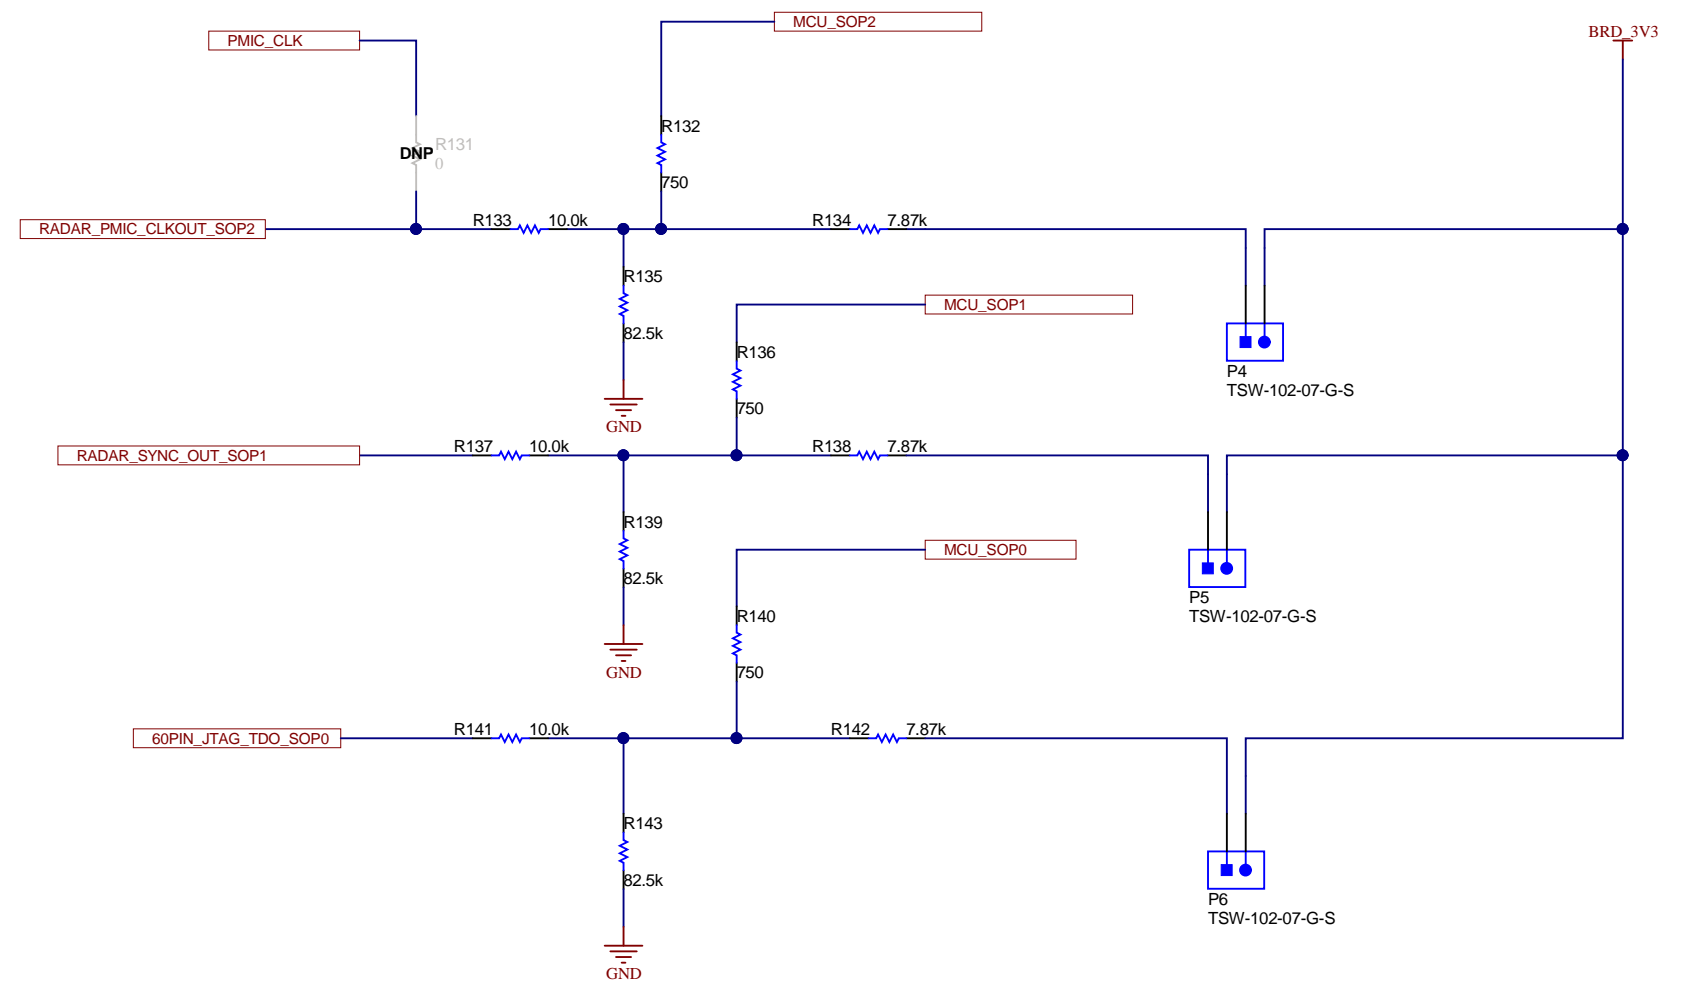 MCU_SOP2
BRD_3V3
PMIC_CLK
R132
DNP
R131
0
750
RADAR_PMIC_CLKOUT_SOP2
R133
10.0k
R134
7.87k
R135
82.5k
GND
MCU_SOP1
R136
750
P4
TSW-102-07-G-S
RADAR_SYNC_OUT_SOP1
R137
10.0k
R138
7.87k
R139
82.5k
GND
MCU_SOP0
R140
750
P5
TSW-102-07-G-S
60PIN_JTAG_TDO_SOP0
R141
10.0k
R142
7.87k
R143
82.5k
GND
P6
TSW-102-07-G-S